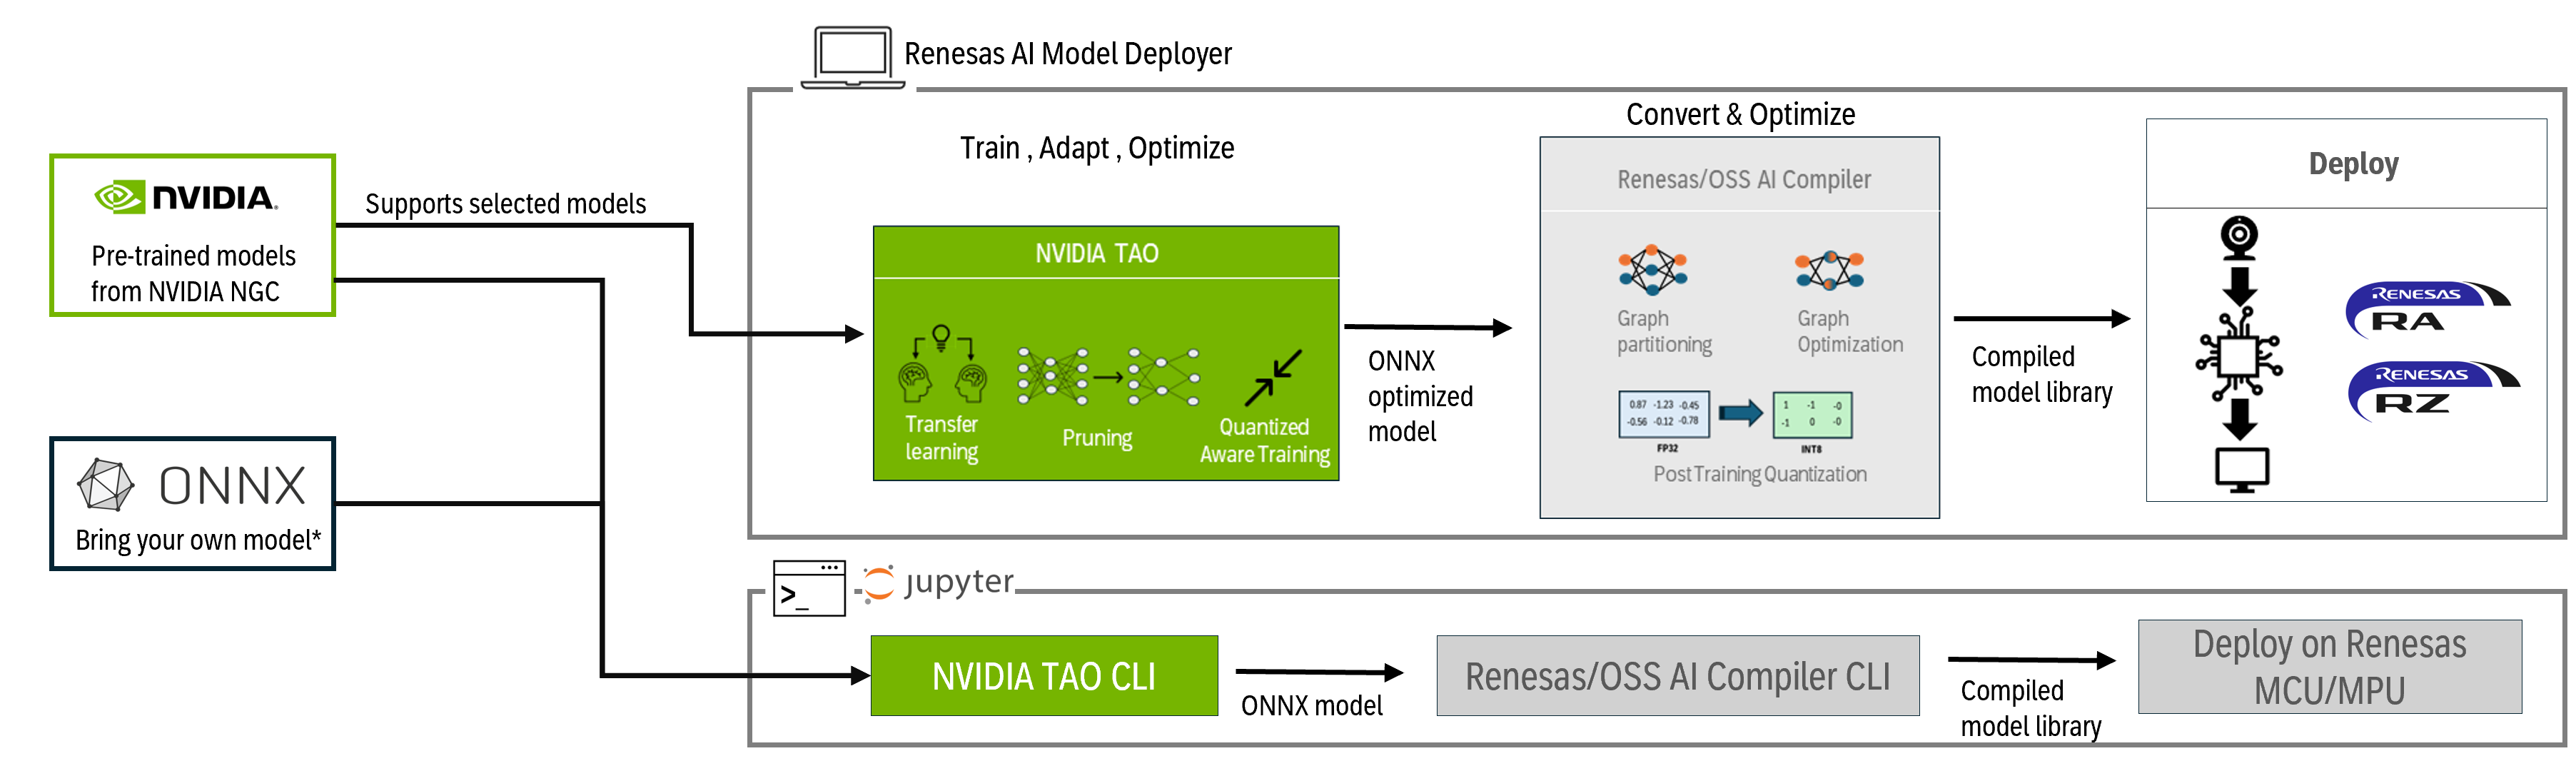 Renesas AI Model Deployer
Train , Adapt , Optimize
Convert & Optimize
NVIDIA.
Pre-trained models
from NVIDIA NGC
Supports selected models
ONNX
Bring your own model*
NVIDIA TAO
Transfer
learning
Pruning
Quantized
Aware Training
ONNX
optimized
model
Renesas/OSS AI Compiler
Graph
partitioning
Graph
Optimization
0.87 -1.23 -0.45
-0.56 -0.12 -0.78
FP32
1 -1 -0
-1 0 -0
INT8
Post Training Quantization
Compiled
model library
Deploy
RENESAS
RA
RENESAS
RZ
>_
jupyter
NVIDIA TAO CLI
ONNX model
Renesas/OSS AI Compiler CLI
Compiled
model library
Deploy on Renesas
MCU/MPU